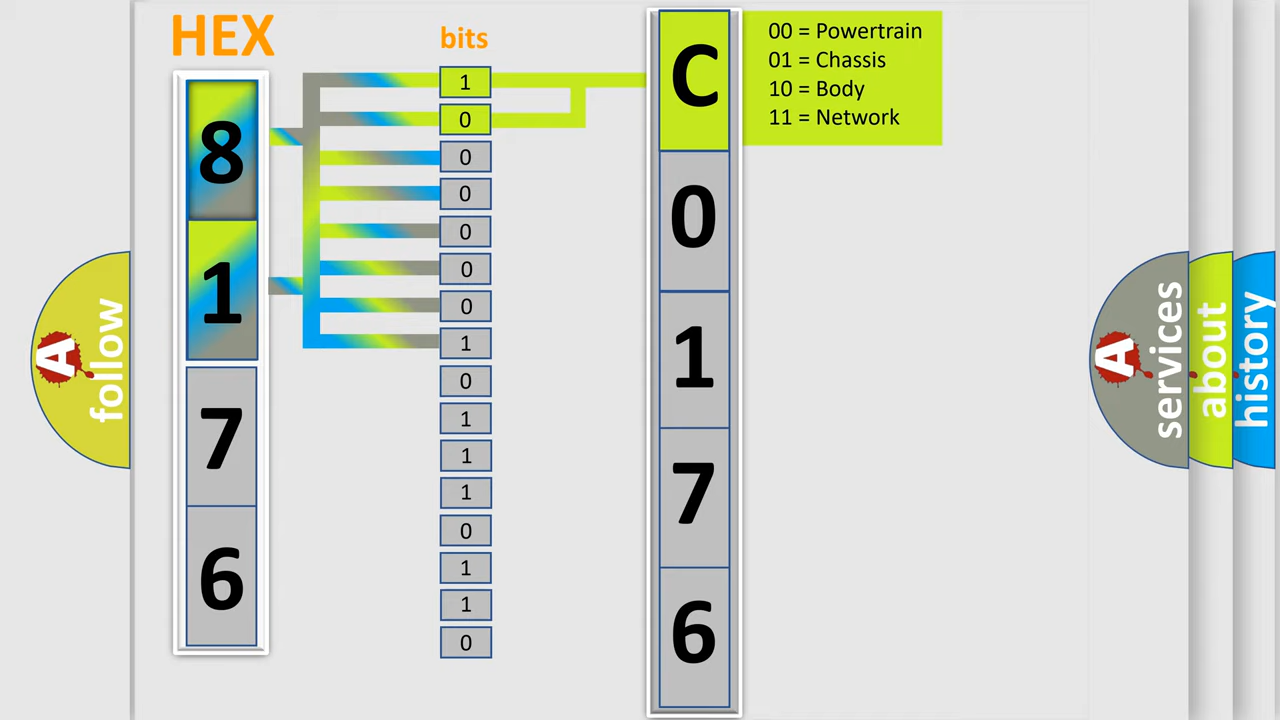 HEX
bits
8
1
7
6
1
0
0
0
0
0
0
1
0
1
1
1
0
1
1
0
C
0
1
7
6
00 = Powertrain
01 = Chassis
10 = Body
11 = Network
A
follow
A
services
about
history